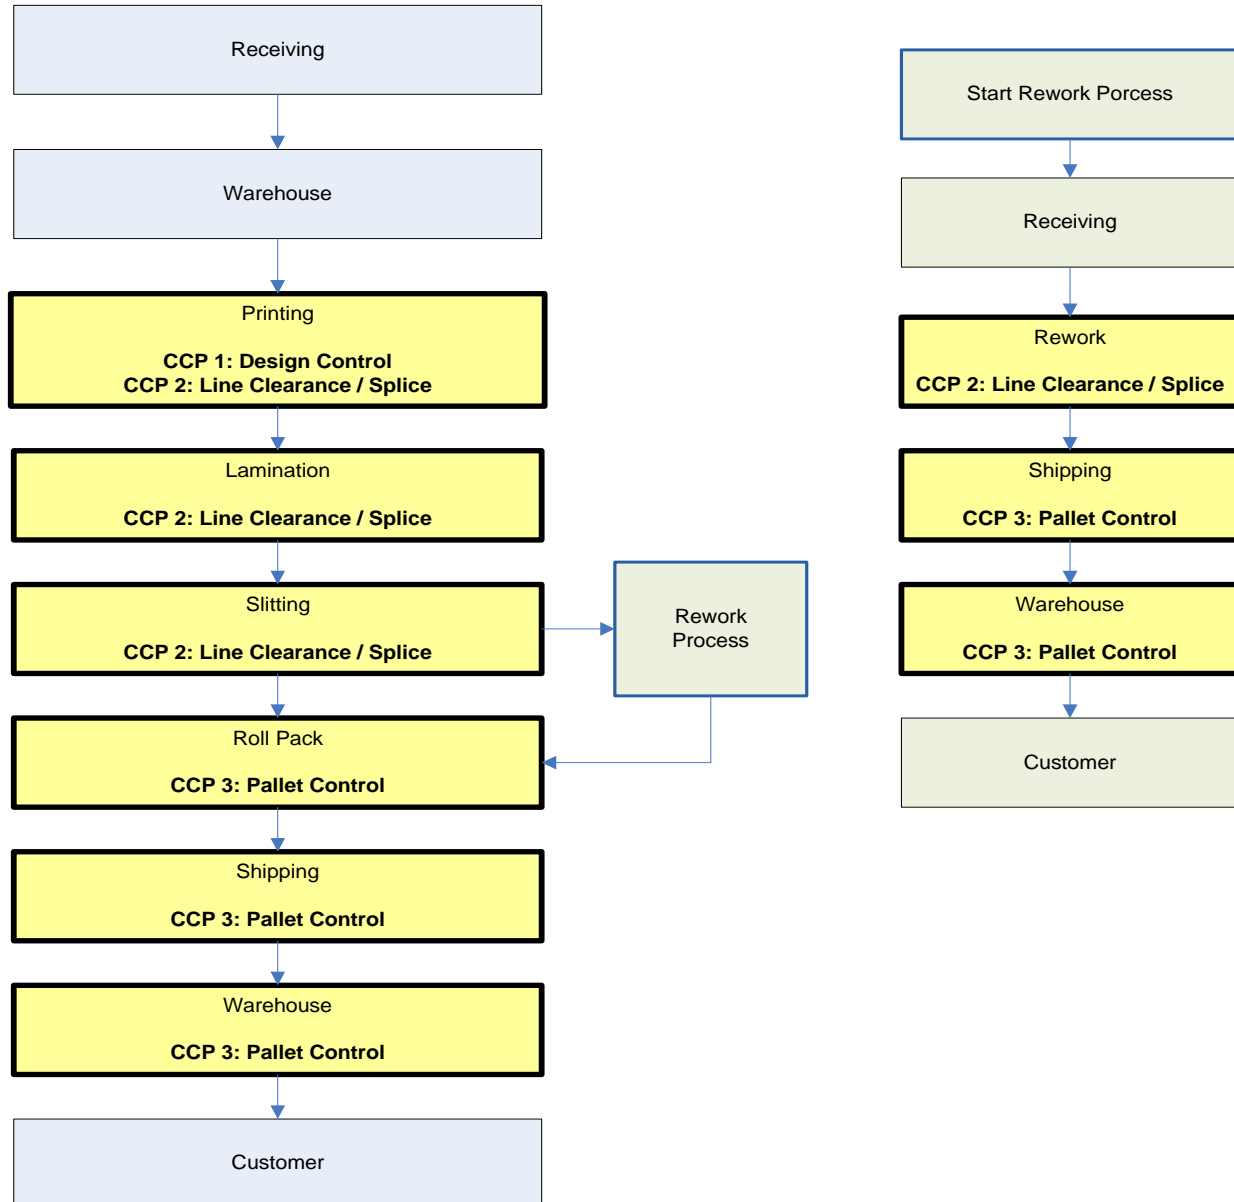 Receiving
Warehouse
Printing
CCP 1: Design Control
CCP 2: Line Clearance / Splice
Lamination
CCP 2: Line Clearance / Splice
Slitting
CCP 2: Line Clearance / Splice
Rework
Process
Roll Pack
CCP 3: Pallet Control
Shipping
CCP 3: Pallet Control
Warehouse
CCP 3: Pallet Control
Customer
Start Rework Porcess
Receiving
Rework
CCP 2: Line Clearance / Splice
Shipping
CCP 3: Pallet Control
Warehouse
CCP 3: Pallet Control
Customer